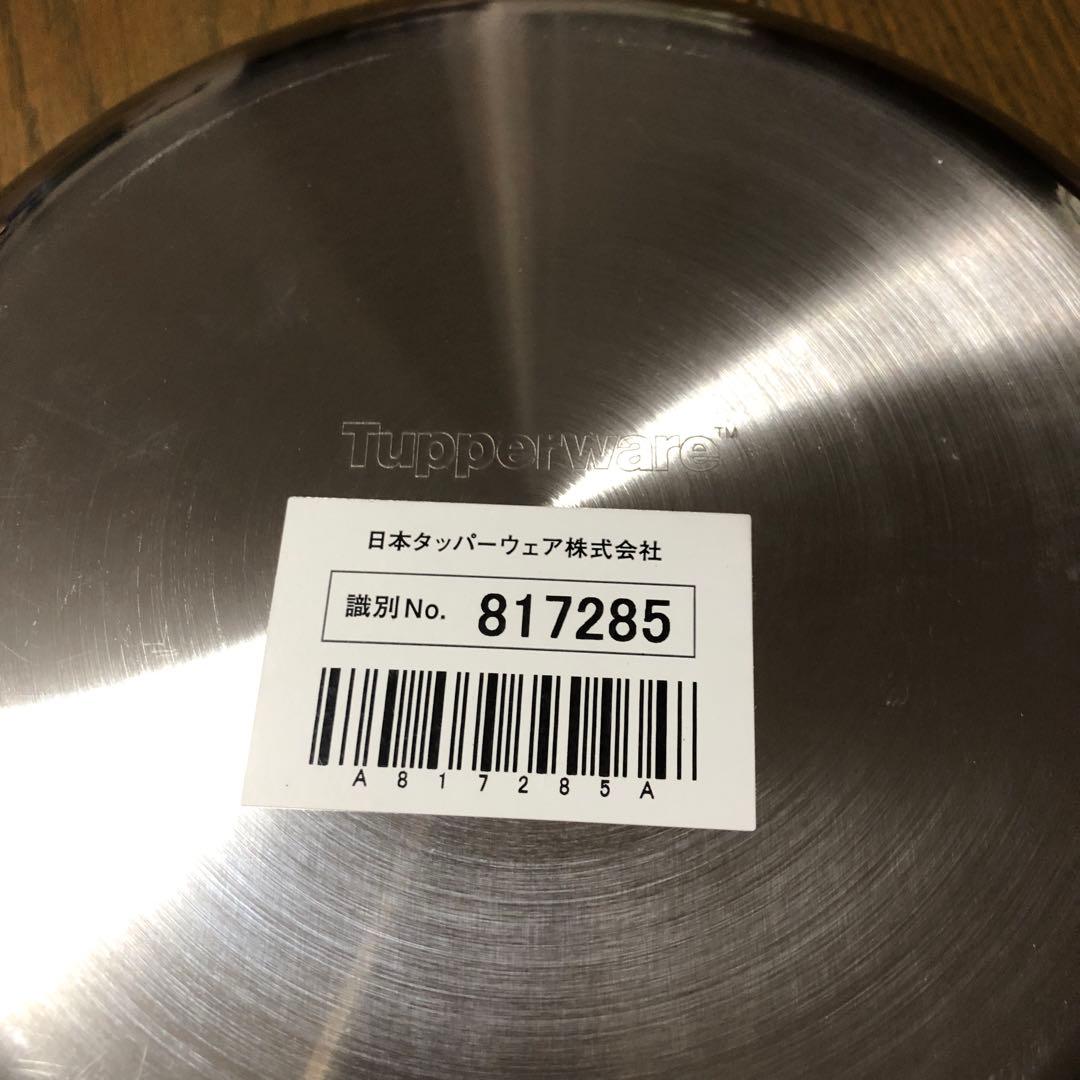 Tupperware™
日本タッパーウェア株式会社
識別No. 817285
A817285A